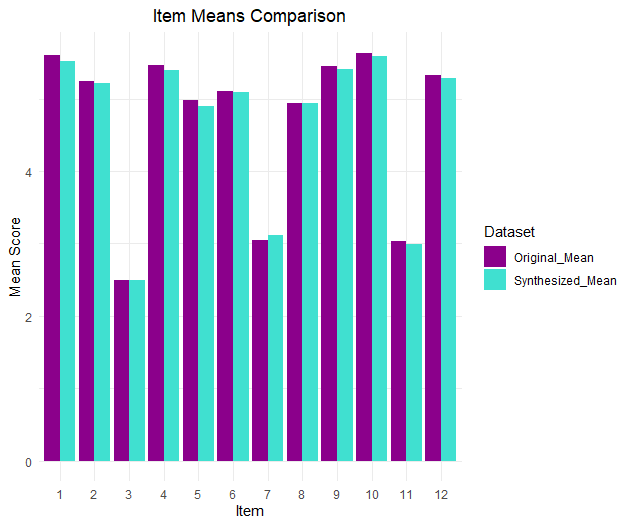 Item Means Comparison
Mean Score
4
2
0
1 2 3 4 5 6 7 8 9 10 11 12
Item
Dataset
Original_Mean
Synthesized_Mean